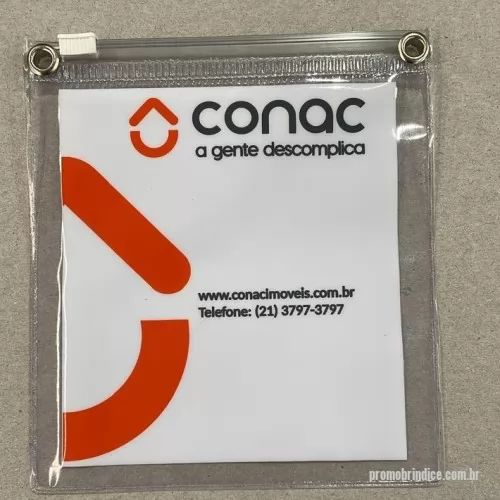 conac
a gente descomplica
www.conacimoveis.com.br
Telefone: (21) 3797-3797
promobrindice.com.br